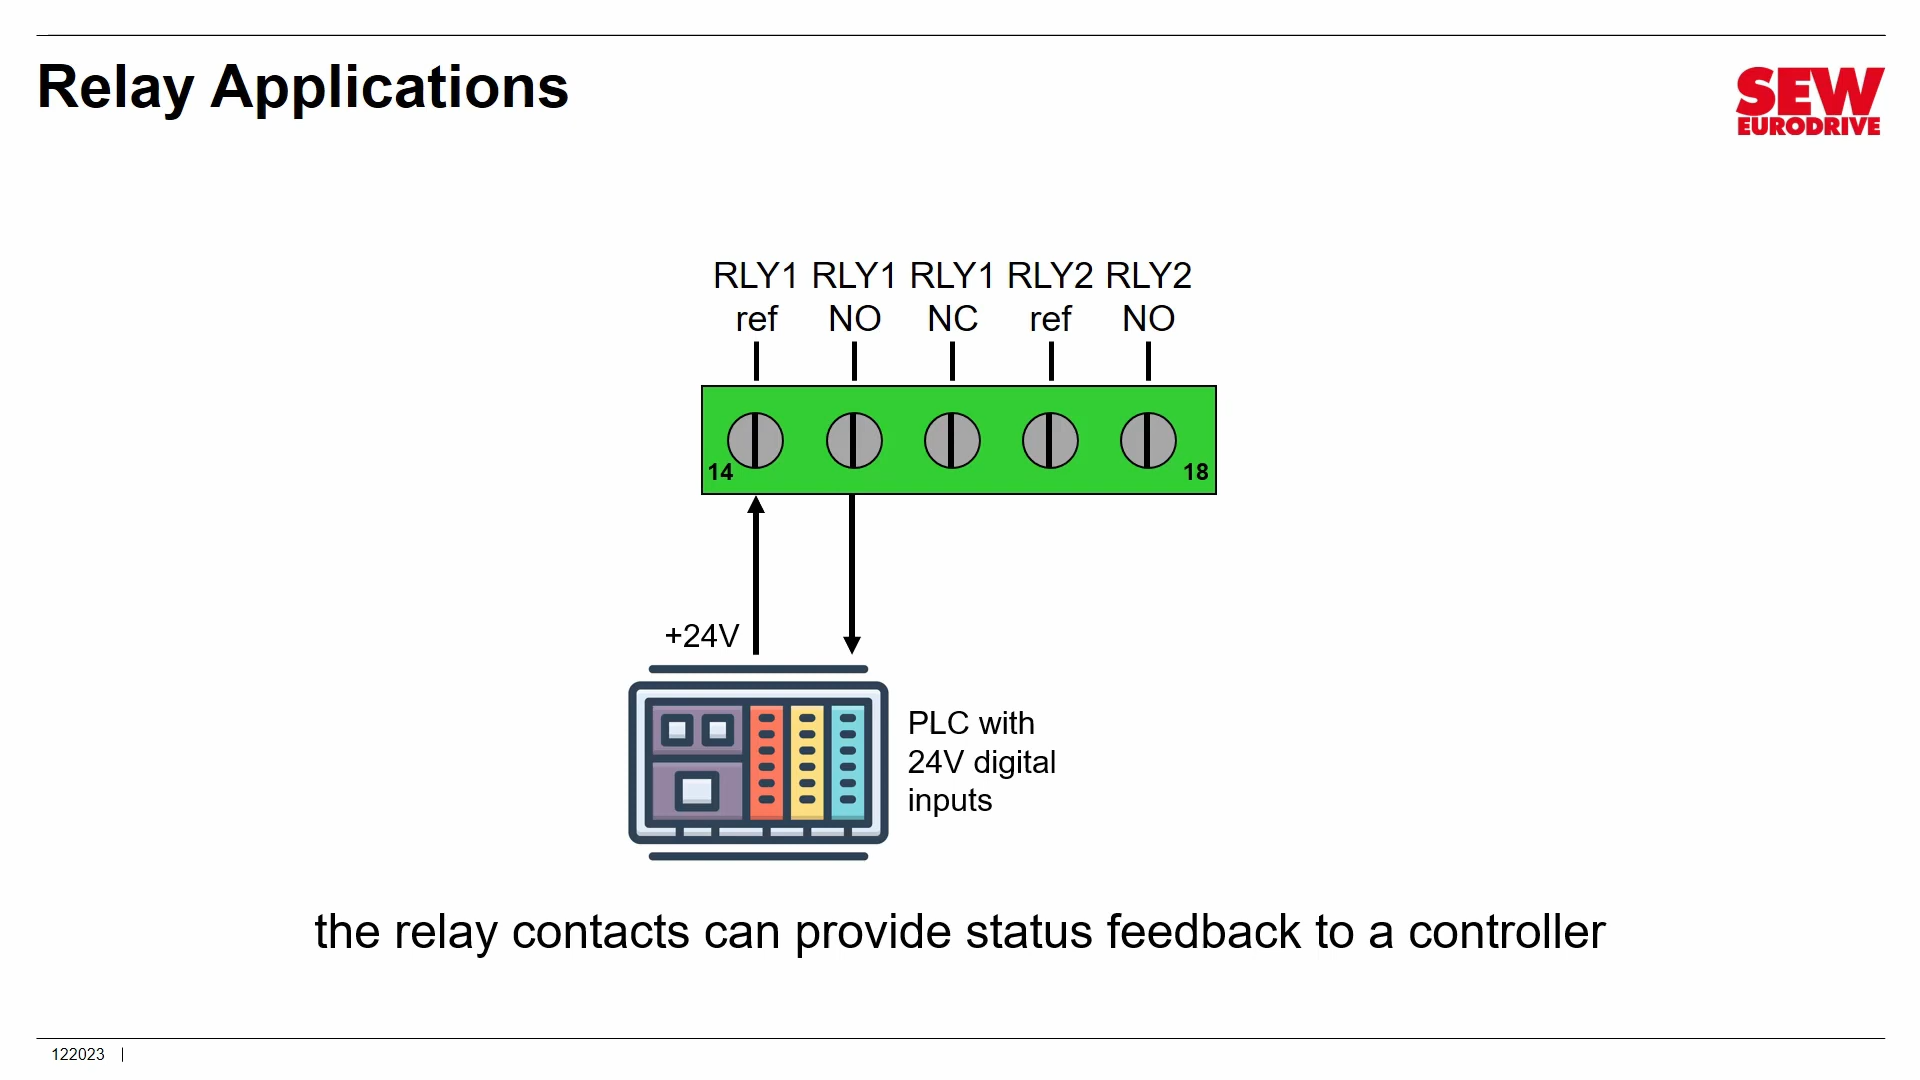 Relay Applications
SEW
EURODRIVE
RLY1 RLY1 RLY1 RLY2 RLY2
ref NO NC ref NO
14 18
+24V
PLC with
24V digital
inputs
the relay contacts can provide status feedback to a controller
122023 |